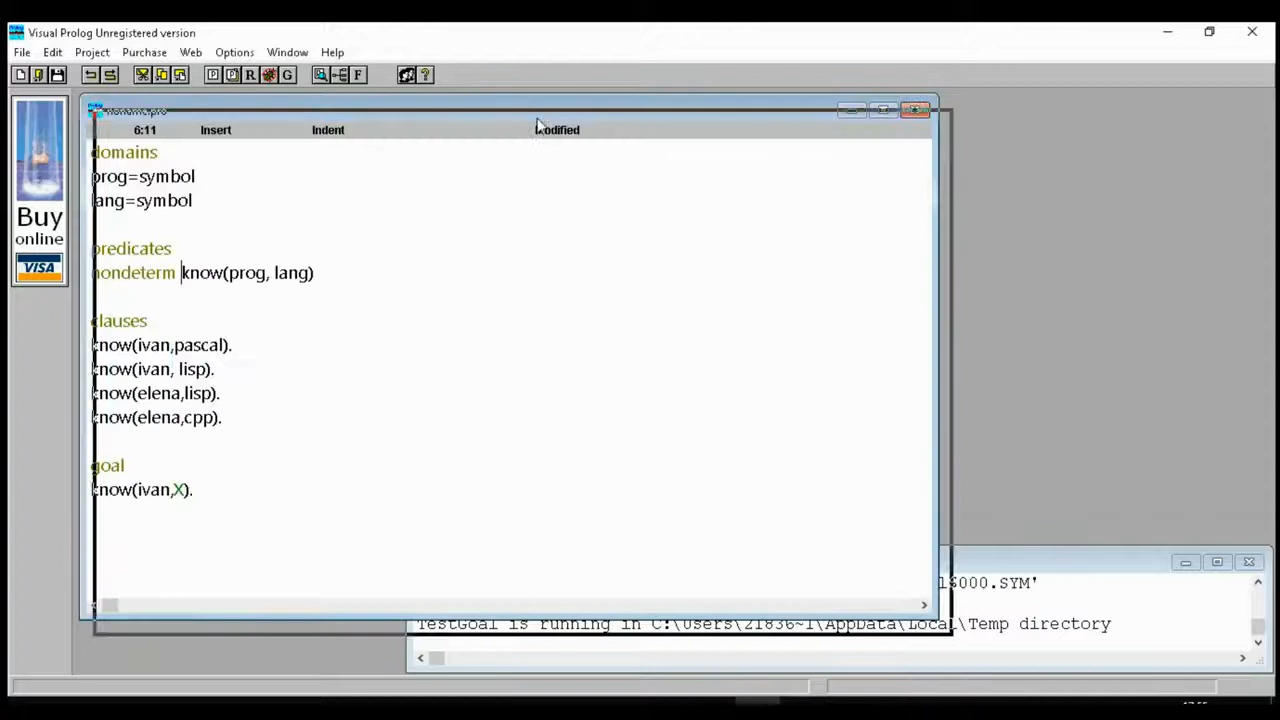 Visual Prolog Unregistered version
File Edit Project Purchase Web Options Window Help
R G F ?
noname.pro
6:11 Insert Indent Modified
Buy
online
VISA
domains
prog=symbol
lang=symbol
predicates
nondeterm know(prog, lang)
clauses
know(ivan,pascal).
know(ivan, lisp).
know(elena,lisp).
know(elena,cpp).
goal
know(ivan,X).
000.SYM'
TestGoal is running in C:\Users\21836~1\AppData\Local\Temp directory